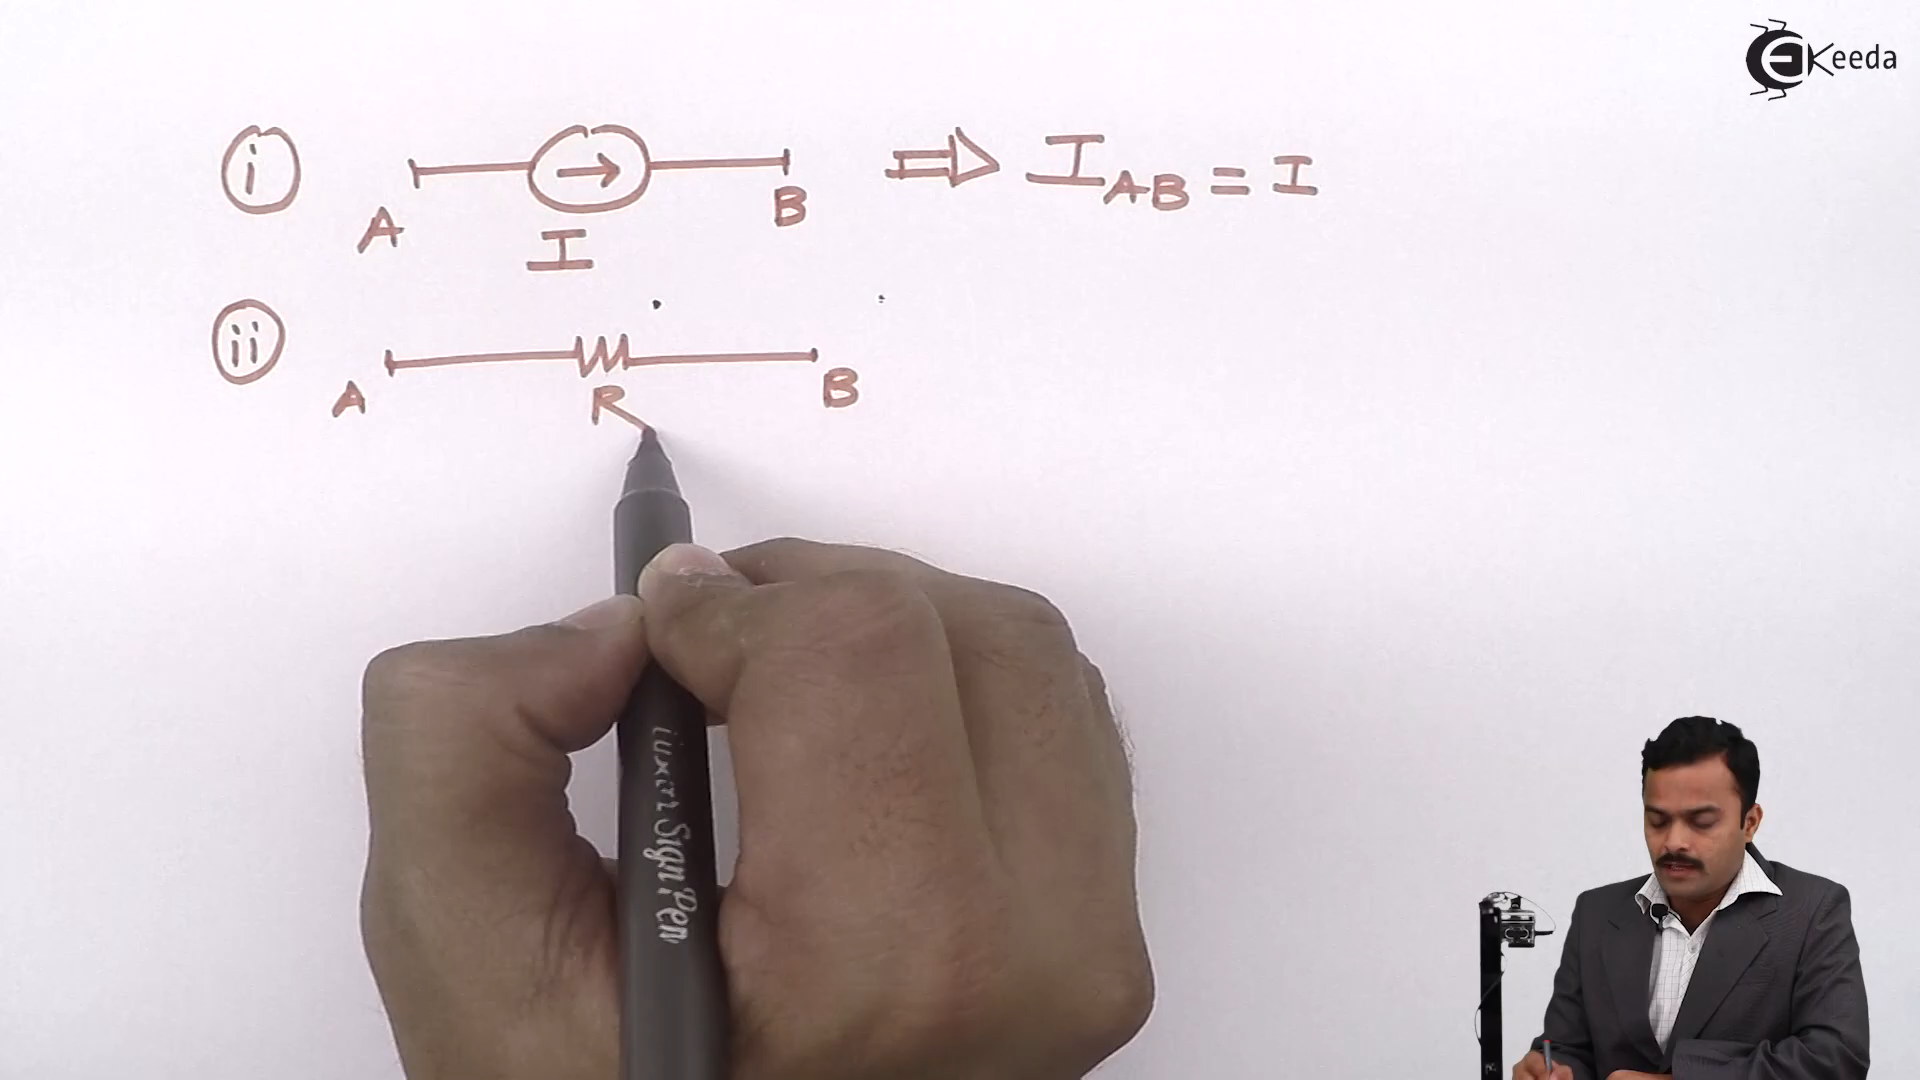 Keeda
i
I_AB = I
A
B
I
ii
A
B
R
luxor Sign Pen